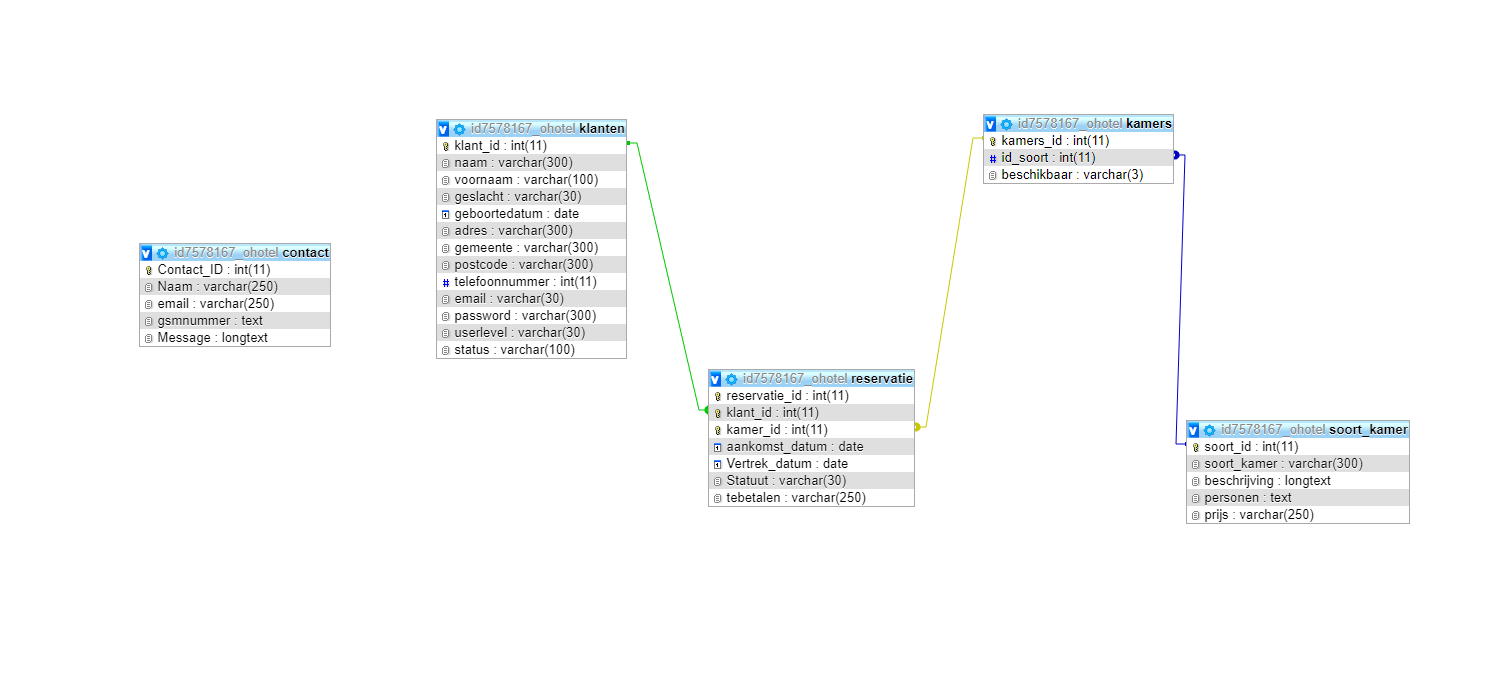 id7578167_ohotel contact
Contact_ID : int(11)
Naam : varchar(250)
email : varchar(250)
gsmnummer : text
Message : longtext
id7578167_ohotel klanten
klant_id : int(11)
naam : varchar(300)
voornaam : varchar(100)
geslacht : varchar(30)
geboortedatum : date
adres : varchar(300)
gemeente : varchar(300)
postcode : varchar(300)
telefoonnummer : int(11)
email : varchar(30)
password : varchar(300)
userlevel : varchar(30)
status : varchar(100)
id7578167_ohotel reservatie
reservatie_id : int(11)
klant_id : int(11)
kamer_id : int(11)
aankomst_datum : date
Vertrek_datum : date
Statuut : varchar(30)
tebetalen : varchar(250)
id7578167_ohotel kamers
kamers_id : int(11)
id_soort : int(11)
beschikbaar : varchar(3)
id7578167_ohotel soort_kamer
soort_id : int(11)
soort_kamer : varchar(300)
beschrijving : longtext
personen : text
prijs : varchar(250)